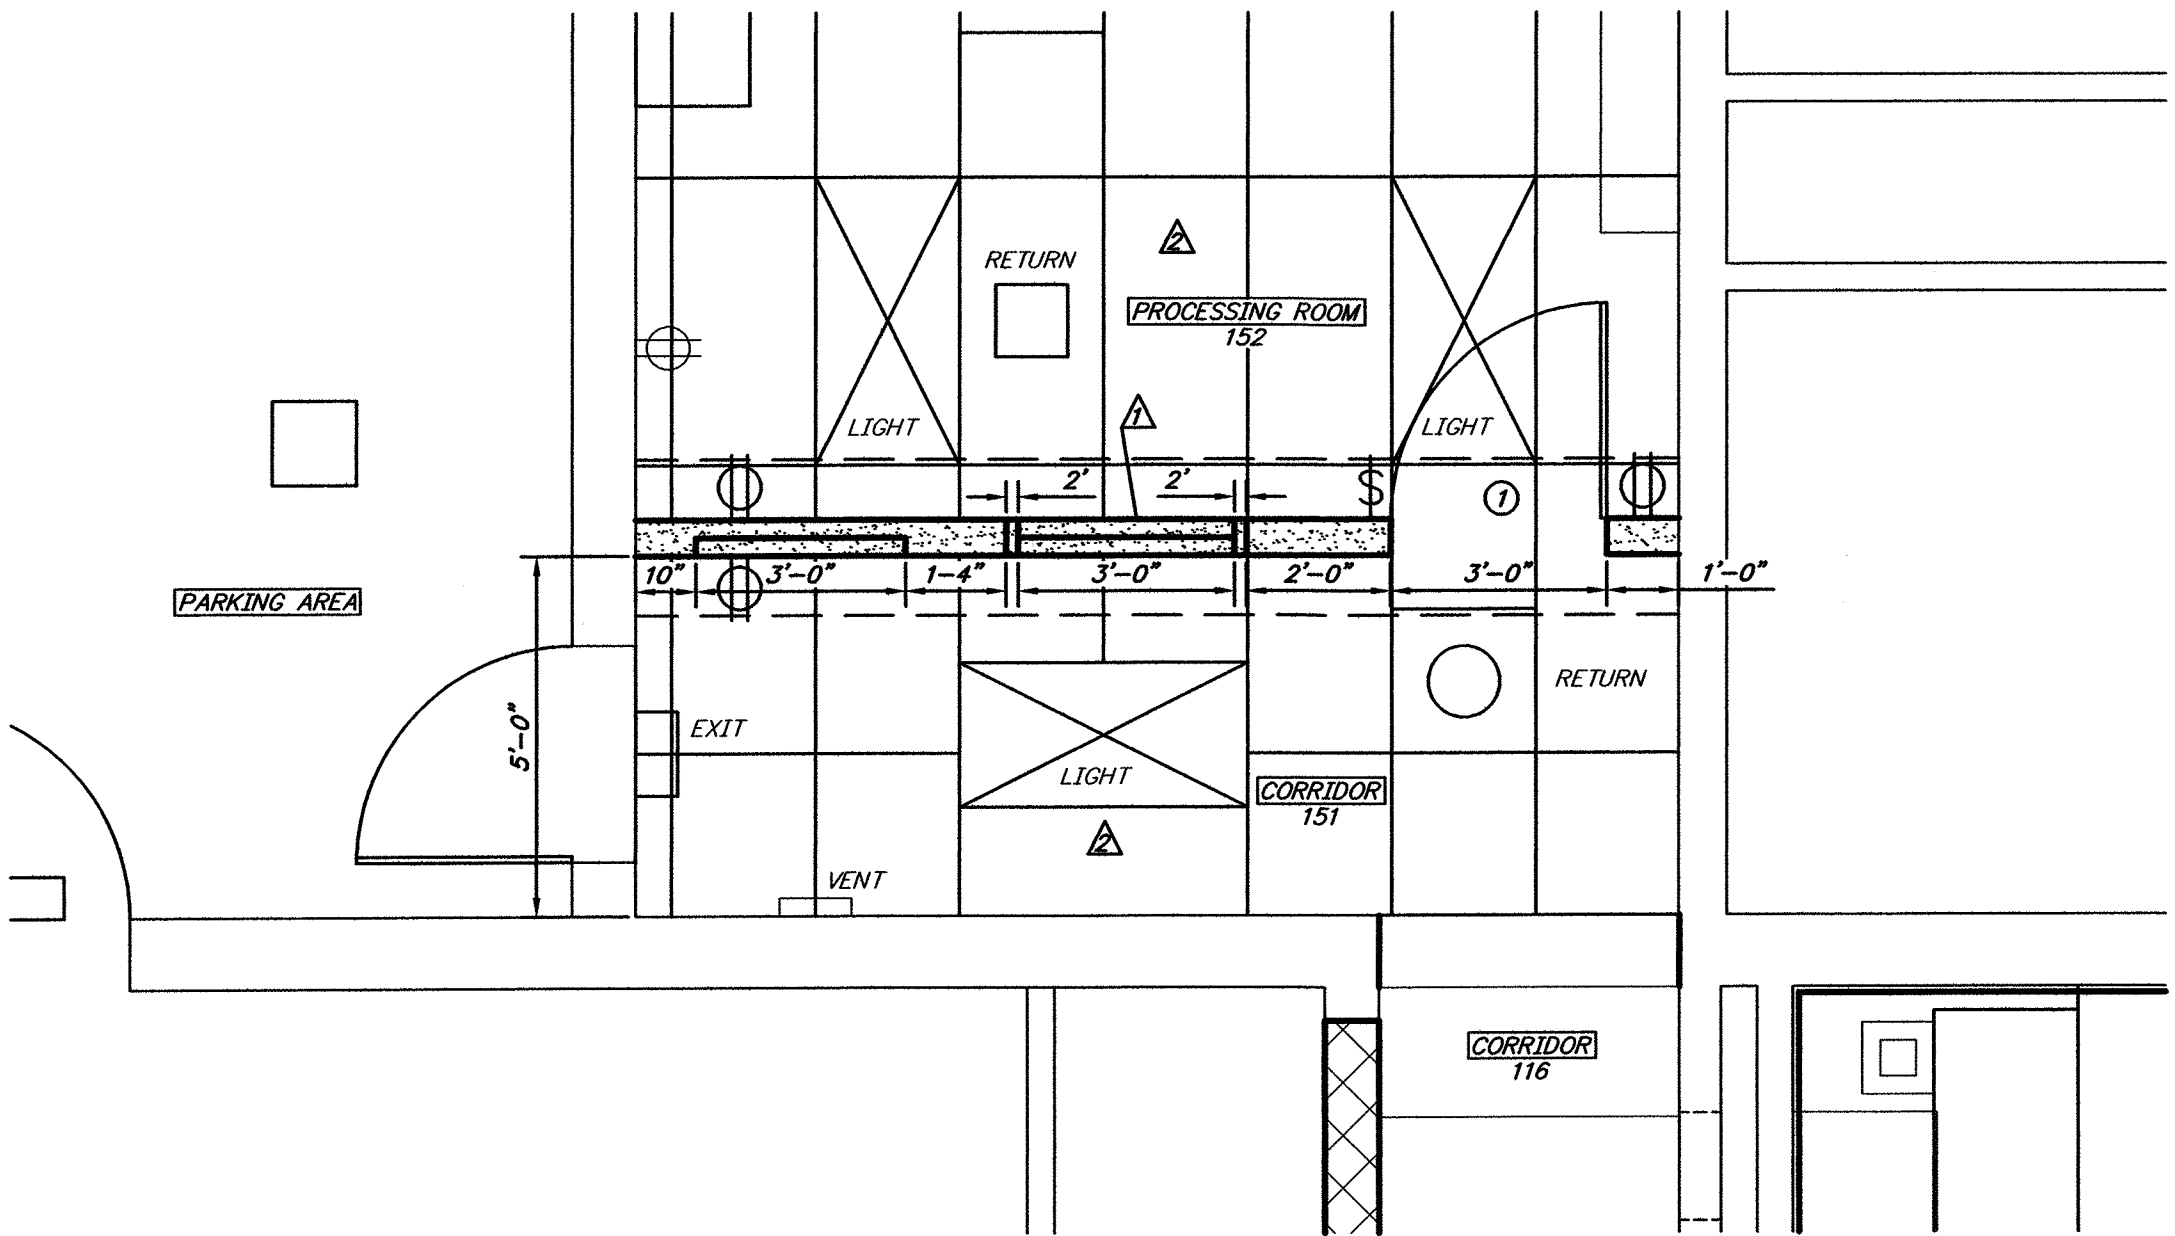 2
RETURN
PROCESSING ROOM
152
1
LIGHT
LIGHT
2'
2'
S
1
10"
3'-0"
1-4"
3'-0"
2'-0"
3'-0"
1'-0"
PARKING AREA
RETURN
5'-0"
EXIT
LIGHT
CORRIDOR
151
2
VENT
CORRIDOR
116